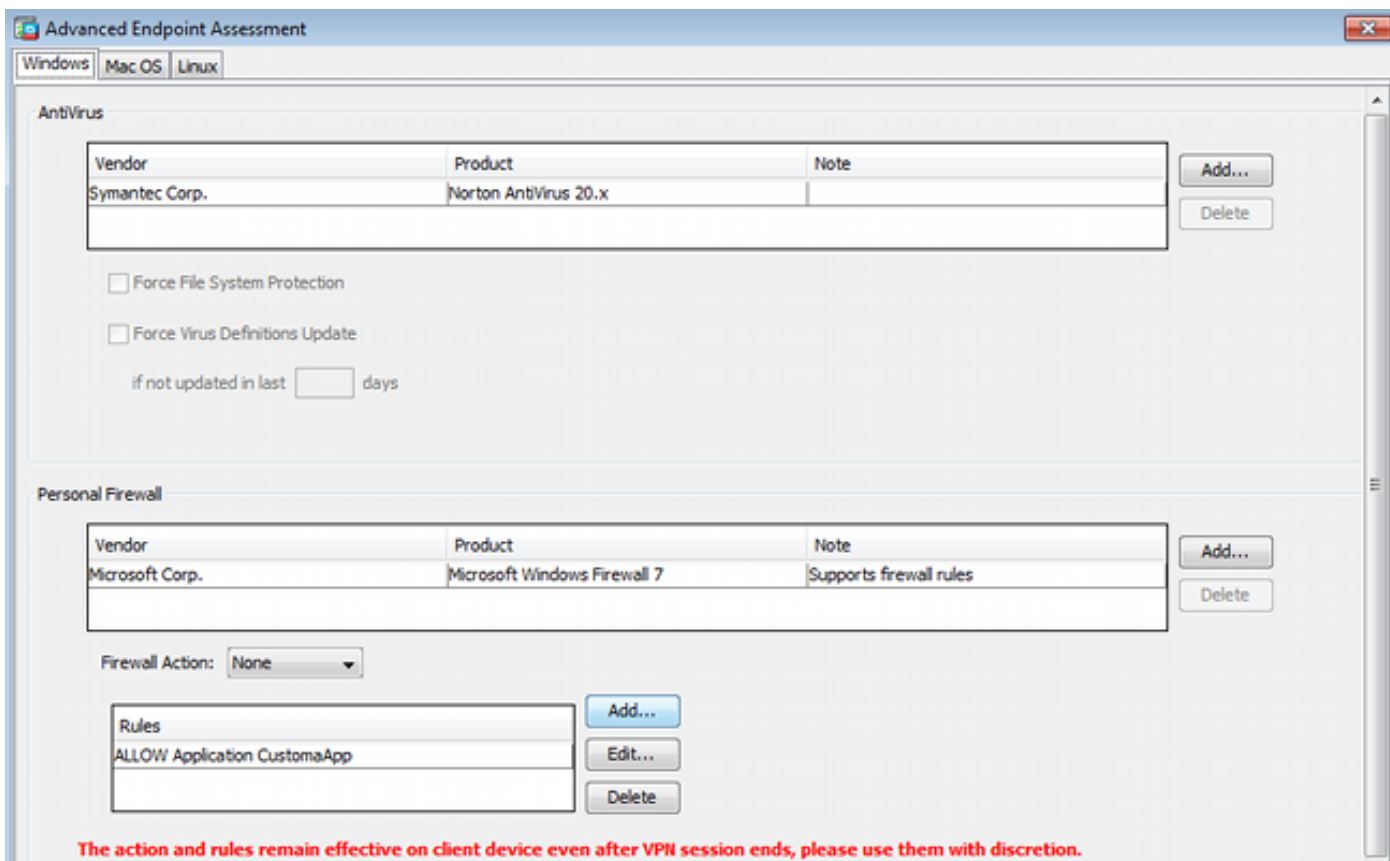 Advanced Endpoint Assessment
Windows Mac OS Linux
AntiVirus
Vendor Product Note
Symantec Corp. Norton AntiVirus 20.x
Add...
Delete
Force File System Protection
Force Virus Definitions Update
if not updated in last days
Personal Firewall
Vendor Product Note
Microsoft Corp. Microsoft Windows Firewall 7 Supports firewall rules
Add...
Delete
Firewall Action: None
Rules
ALLOW Application CustomaApp
Add...
Edit...
Delete
The action and rules remain effective on client device even after VPN session ends, please use them with discretion.